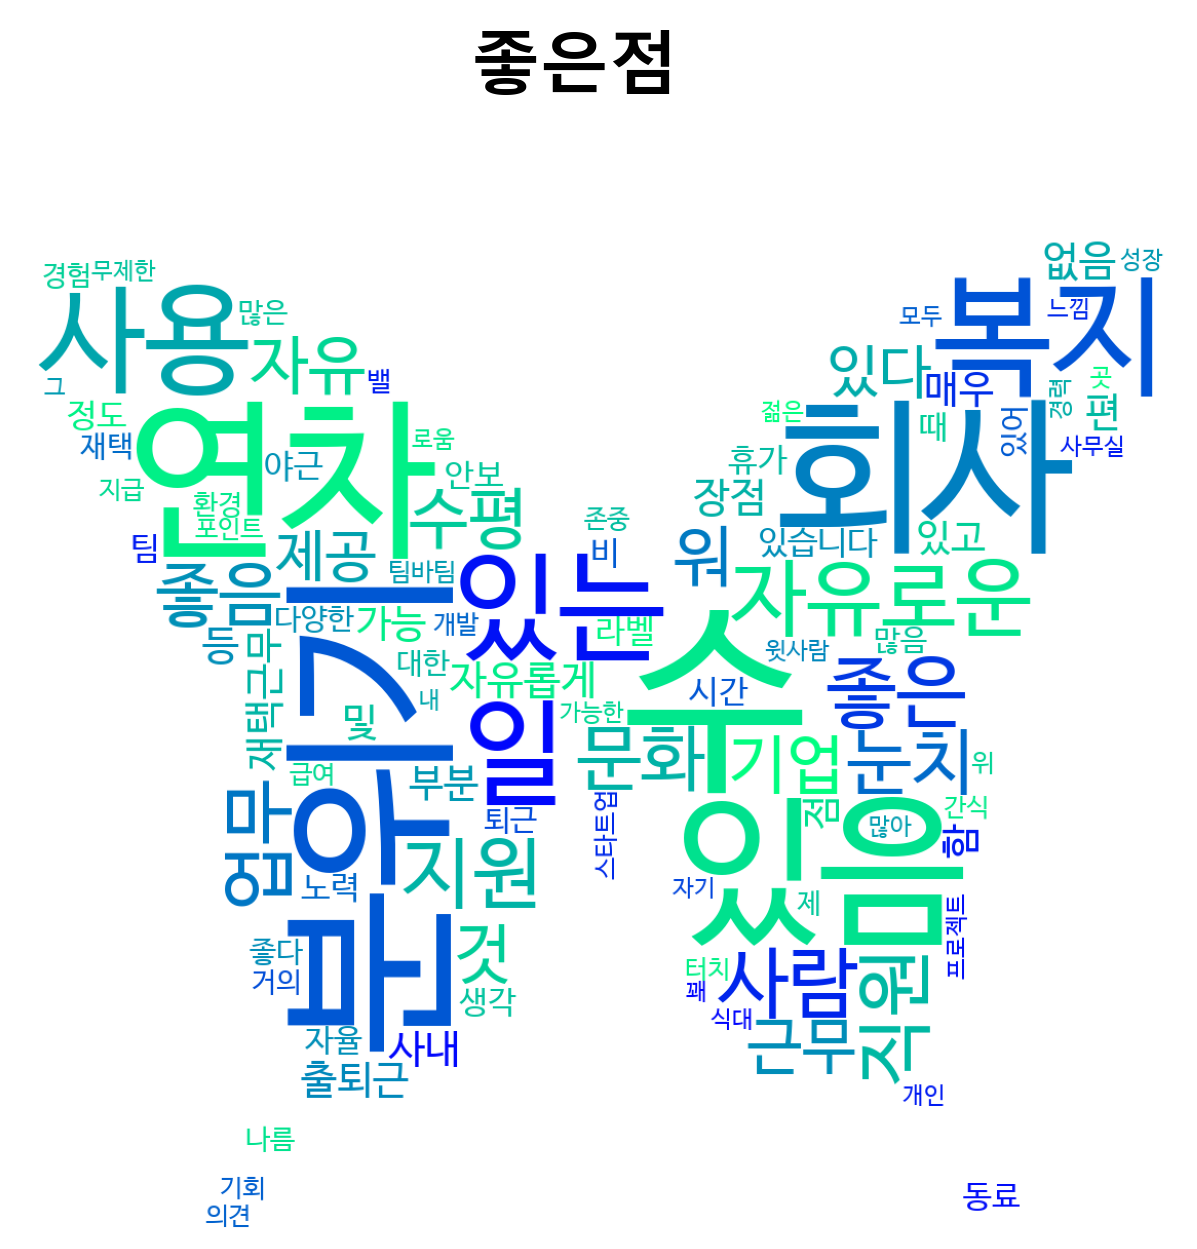 좋은점
없음
성장
경험
무제한
복지
사용
많은
느낌
모두
자유
있다
매우
밸
그
곳
경력
정도
젊은
편
연차
회사
때
있어
재택
로움
사무실
야근
안보
휴가
지급
수평
장점
환경
포인트
존중
있고
팀
제공
비
워
있습니다
팀바팀
좋음
있는
자유로운
다양한
가능
개발
라벨
수
등
많음
윗사람
대한
재택근무
자유롭게
좋은
분위기
내
시간
및
가능한
일
문화
기업
눈치
위
급여
부분
업무
퇴근
스타트업
있음
점
간식
많아
함
지원
노력
자기
제
프로젝트
좋다
것
거의
터치
사람
직원
꽤
생각
식대
자율
사내
근무
출퇴근
개인
나름
기회
의견
동료